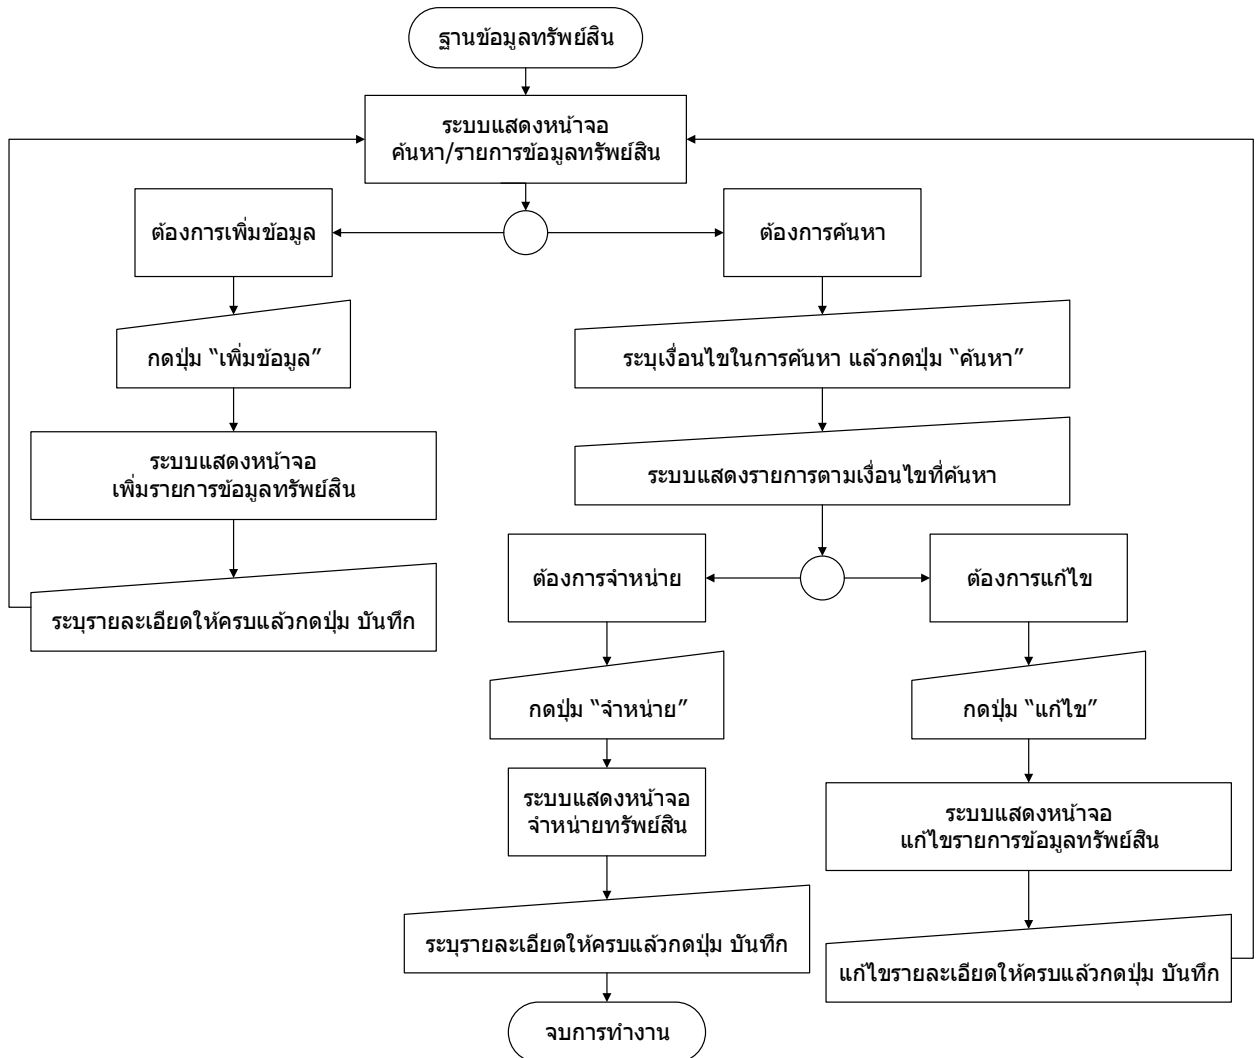 ฐานข้อมูลทรัพย์สิน
ระบบแสดงหน้าจอ
ค้นหา/รายการข้อมูลทรัพย์สิน
ต้องการเพิ่มข้อมูล
ต้องการค้นหา
กดปุ่ม “เพิ่มข้อมูล”
ระบุเงื่อนไขในการค้นหา แล้วกดปุ่ม “ค้นหา”
ระบบแสดงหน้าจอ
เพิ่มรายการข้อมูลทรัพย์สิน
ระบบแสดงรายการตามเงื่อนไขที่ค้นหา
ต้องการจำหน่าย
ต้องการแก้ไข
ระบุรายละเอียดให้ครบแล้วกดปุ่ม บันทึก
กดปุ่ม “จำหน่าย”
กดปุ่ม “แก้ไข”
ระบบแสดงหน้าจอ
จำหน่ายทรัพย์สิน
ระบบแสดงหน้าจอ
แก้ไขรายการข้อมูลทรัพย์สิน
ระบุรายละเอียดให้ครบแล้วกดปุ่ม บันทึก
แก้ไขรายละเอียดให้ครบแล้วกดปุ่ม บันทึก
จบการทำงาน